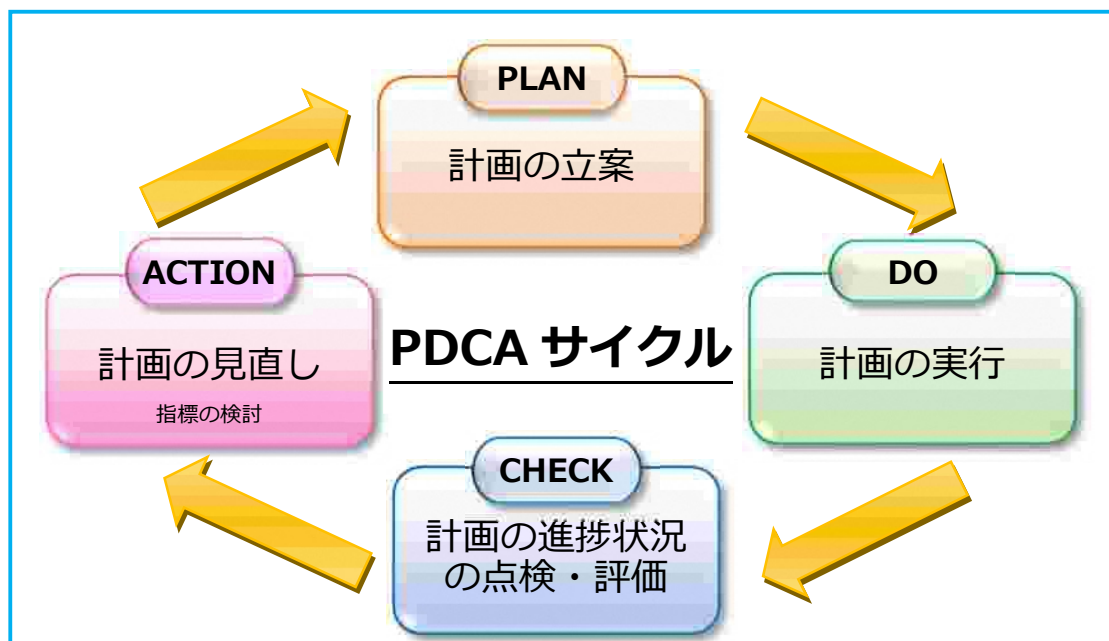 PLAN
計画の立案
DO
計画の実行
PDCA サイクル
ACTION
計画の見直し
指標の検討
CHECK
計画の進捗状況
の点検・評価